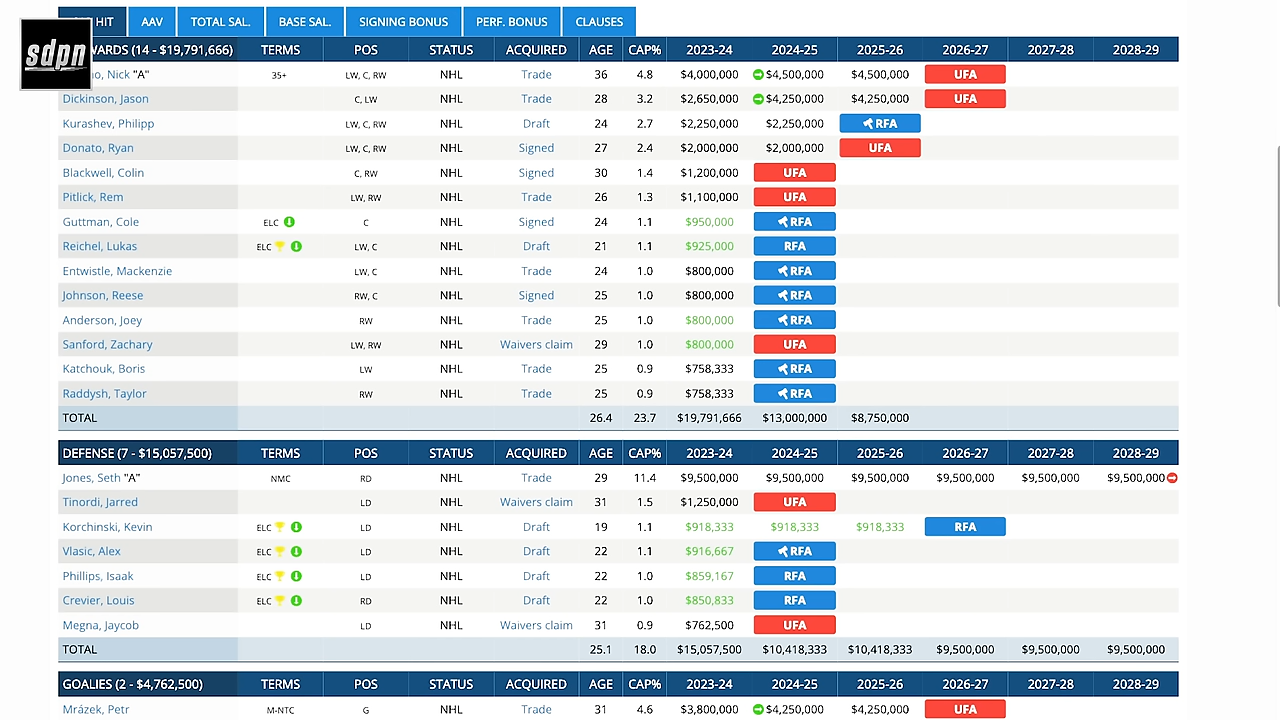 HIT AAV TOTAL SAL. BASE SAL. SIGNING BONUS PERF. BONUS CLAUSES
sdpn
WARDS (14 - $19,791,666) TERMS POS STATUS ACQUIRED AGE CAP% 2023-24 2024-25 2025-26 2026-27 2027-28 2028-29
Nick "A" 35+ LW, C, RW NHL Trade 36 4.8 $4,000,000 $4,500,000 $4,500,000 UFA
Dickinson, Jason C, LW NHL Trade 28 3.2 $2,650,000 $4,250,000 $4,250,000 UFA
Kurashev, Philipp LW, C, RW NHL Draft 24 2.7 $2,250,000 $2,250,000 RFA
Donato, Ryan LW, C, RW NHL Signed 27 2.4 $2,000,000 $2,000,000 UFA
Blackwell, Colin C, RW NHL Signed 30 1.4 $1,200,000 UFA
Pitlick, Rem LW, RW NHL Trade 26 1.3 $1,100,000 UFA
Guttman, Cole ELC C NHL Signed 24 1.1 $950,000 RFA
Reichel, Lukas ELC LW, C NHL Draft 21 1.1 $925,000 RFA
Entwistle, Mackenzie LW, C NHL Trade 24 1.0 $800,000 RFA
Johnson, Reese RW, C NHL Signed 25 1.0 $800,000 RFA
Anderson, Joey RW NHL Trade 25 1.0 $800,000 RFA
Sanford, Zachary LW, RW NHL Waivers claim 29 1.0 $800,000 UFA
Katchouk, Boris LW NHL Trade 25 0.9 $758,333 RFA
Raddysh, Taylor RW NHL Trade 25 0.9 $758,333 RFA
TOTAL 26.4 23.7 $19,791,666 $13,000,000 $8,750,000
DEFENSE (7 - $15,057,500) TERMS POS STATUS ACQUIRED AGE CAP% 2023-24 2024-25 2025-26 2026-27 2027-28 2028-29
Jones, Seth "A" NMC RD NHL Trade 29 11.4 $9,500,000 $9,500,000 $9,500,000 $9,500,000 $9,500,000 $9,500,000
Tinordi, Jarred LD NHL Waivers claim 31 1.5 $1,250,000 UFA
Korchinski, Kevin ELC LD NHL Draft 19 1.1 $918,333 $918,333 $918,333 RFA
Vlasic, Alex ELC LD NHL Draft 22 1.1 $916,667 RFA
Phillips, Isaak ELC LD NHL Draft 22 1.0 $859,167 RFA
Crevier, Louis ELC RD NHL Draft 22 1.0 $850,833 RFA
Megna, Jaycob LD NHL Waivers claim 31 0.9 $762,500 UFA
TOTAL 25.1 18.0 $15,057,500 $10,418,333 $10,418,333 $9,500,000 $9,500,000 $9,500,000
GOALIES (2 - $4,762,500) TERMS POS STATUS ACQUIRED AGE CAP% 2023-24 2024-25 2025-26 2026-27 2027-28 2028-29
Mrázek, Petr M-NTC G NHL Trade 31 4.6 $3,800,000 $4,250,000 $4,250,000 UFA